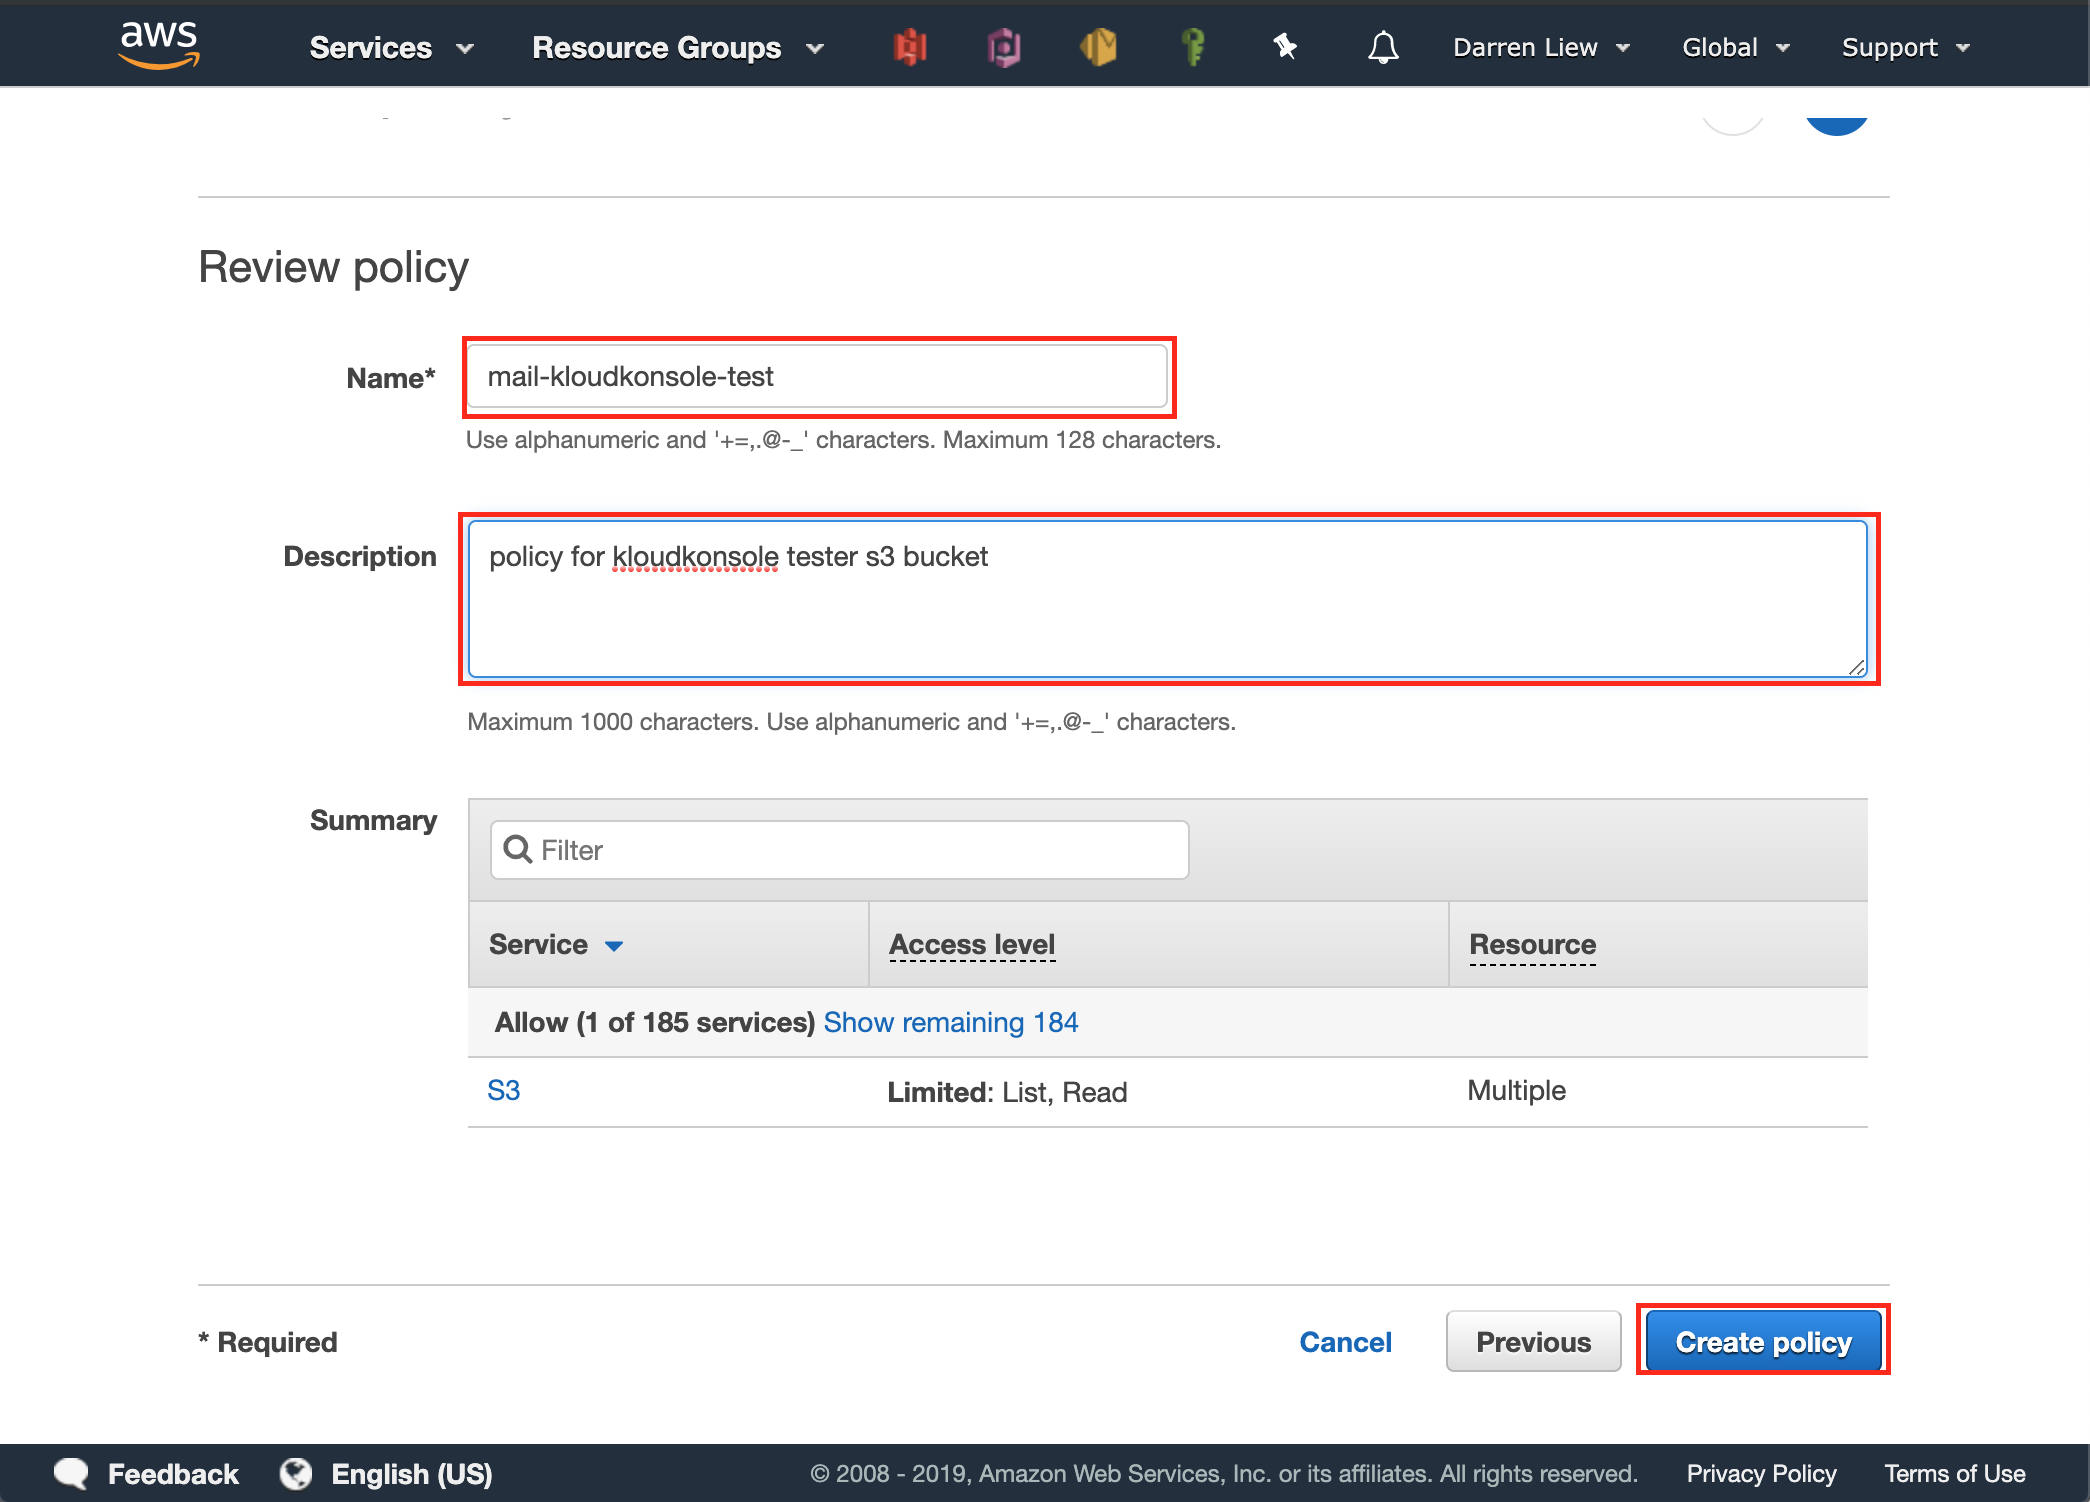 aws Services Resource Groups Darren Liew Global Support
Review policy
Name* mail-kloudkonsole-test
Use alphanumeric and '+=,.@-_' characters. Maximum 128 characters.
Description policy for kloudkonsole tester s3 bucket
Maximum 1000 characters. Use alphanumeric and '+=,.@-_' characters.
Summary
Filter
Service Access level Resource
Allow (1 of 185 services) Show remaining 184
S3 Limited: List, Read Multiple
* Required Cancel Previous Create policy
Feedback English (US) © 2008 - 2019, Amazon Web Services, Inc. or its affiliates. All rights reserved. Privacy Policy Terms of Use